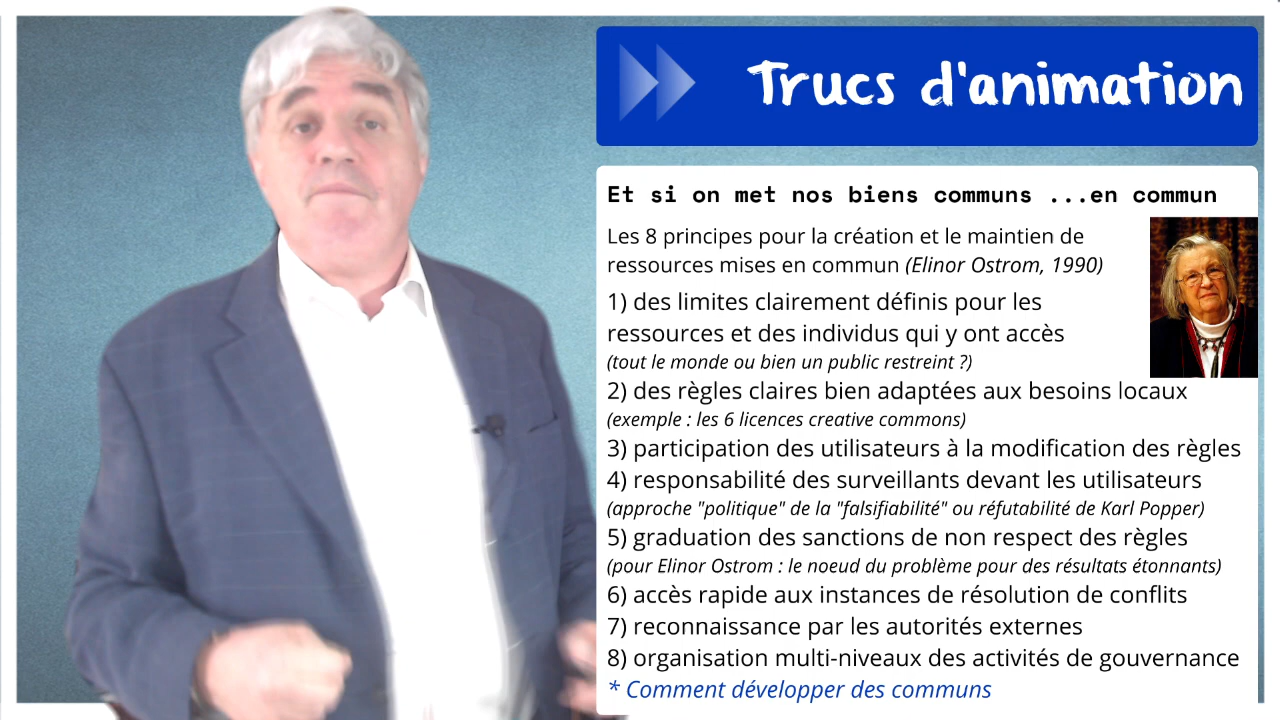 Trucs d'animation
Et si on met nos biens communs ...en commun
Les 8 principes pour la création et le maintien de
ressources mises en commun (Elinor Ostrom, 1990)
1) des limites clairement définis pour les
ressources et des individus qui y ont accès
(tout le monde ou bien un public restreint ?)
2) des règles claires bien adaptées aux besoins locaux
(exemple : les 6 licences creative commons)
3) participation des utilisateurs à la modification des règles
4) responsabilité des surveillants devant les utilisateurs
(approche "politique" de la "falsifiabilité" ou réfutabilité de Karl Popper)
5) graduation des sanctions de non respect des règles
(pour Elinor Ostrom : le noeud du problème pour des résultats étonnants)
6) accès rapide aux instances de résolution de conflits
7) reconnaissance par les autorités externes
8) organisation multi-niveaux des activités de gouvernance
* Comment développer des communs